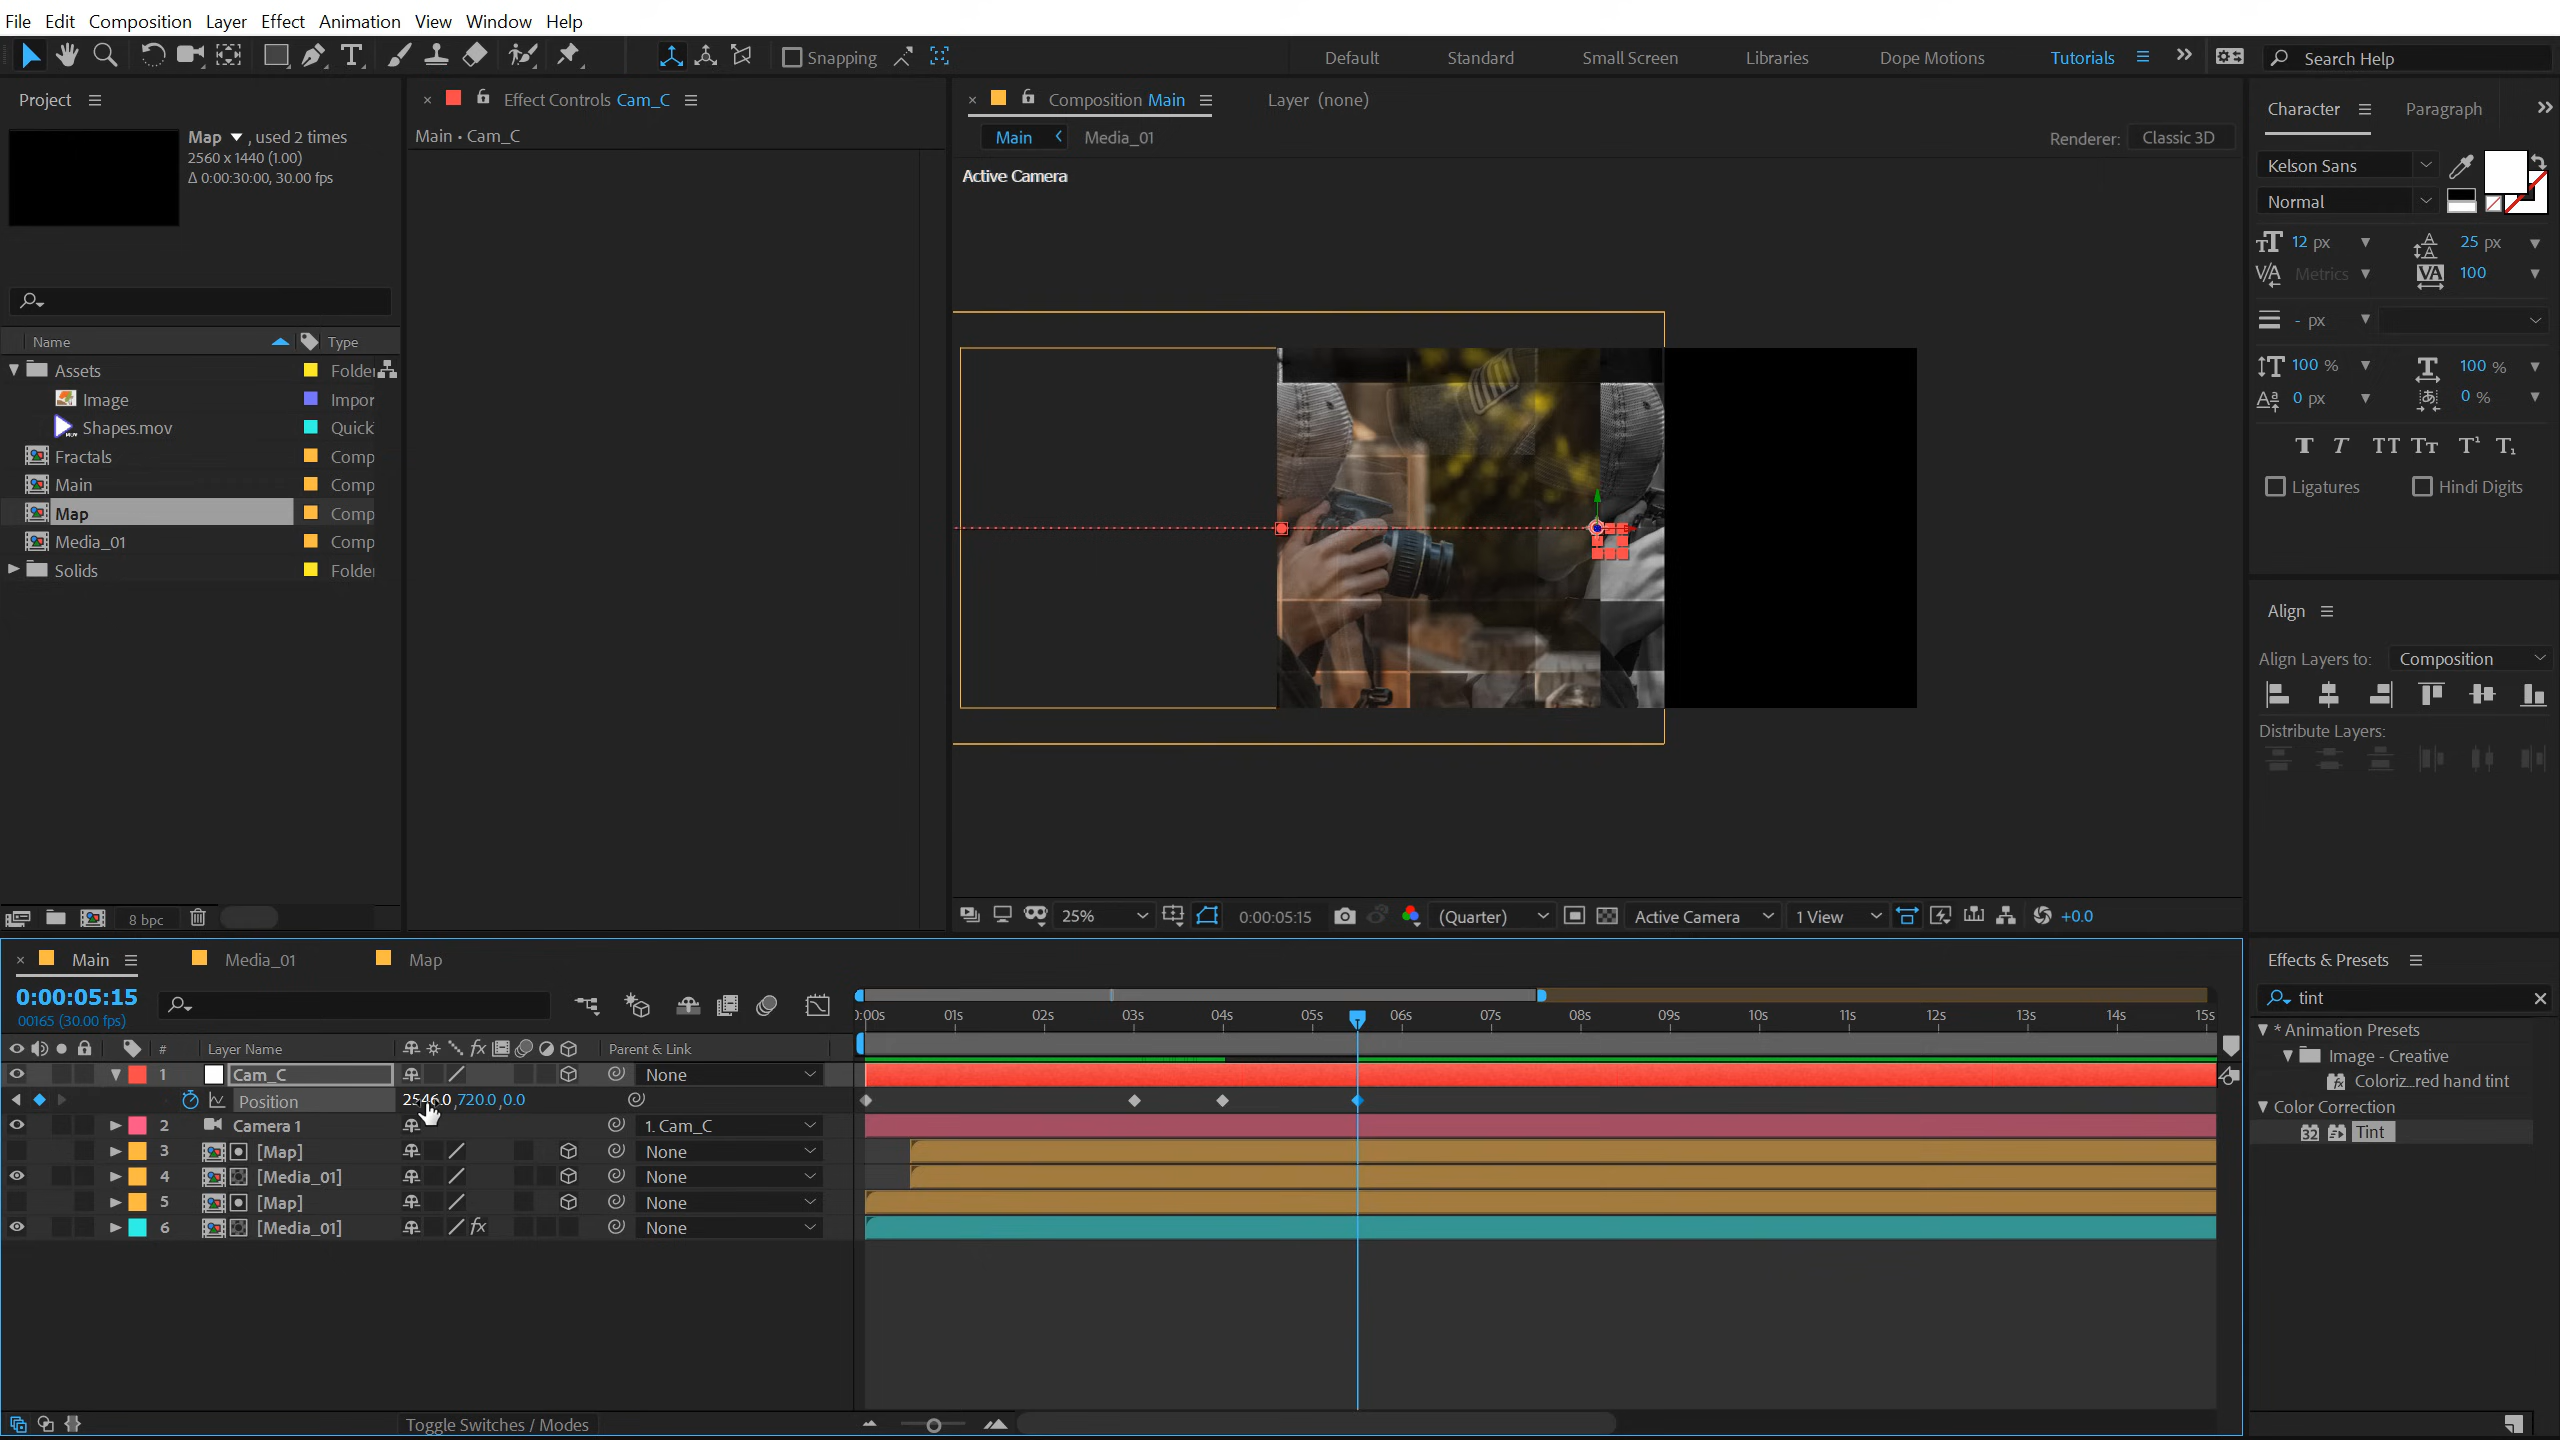 File Edit Composition Layer Effect Animation View Window Help
Snapping Default Standard Small Screen Libraries Dope Motions Tutorials Search Help
Project
Map , used 2 times
2560 x 1440 (1.00)
Δ 0:00:30:00, 30.00 fps
Name Type
Assets Folde
Image Impor
Shapes.mov Quick
Fractals Comp
Main Comp
Map Comp
Media_01 Comp
Solids Folde
8 bpc
Effect Controls Cam_C
Main • Cam_C
Composition Main Layer (none)
Main Media_01 Renderer: Classic 3D
Active Camera
25% 0:00:05:15 (Quarter) Active Camera 1 View +0.0
Character Paragraph
Kelson Sans
Normal
12 px 25 px
Metrics 100
- px
100 % 100 %
0 px 0 %
T T TT Tт T¹ T₁
Ligatures Hindi Digits
Align
Align Layers to: Composition
Distribute Layers:
Main Media_01 Map
0:00:05:15
00165 (30.00 fps)
):00s 01s 02s 03s 04s 05s 06s 07s 08s 09s 10s 11s 12s 13s 14s 15s
# Layer Name fx Parent & Link
1 Cam_C None
Position 2546.0 ,720.0 ,0.0
2 Camera 1 1. Cam_C
3 [Map] None
4 [Media_01] None
5 [Map] None
6 [Media_01] fx None
Toggle Switches / Modes
Effects & Presets
tint
* Animation Presets
Image - Creative
Coloriz...red hand tint
Color Correction
32 Tint